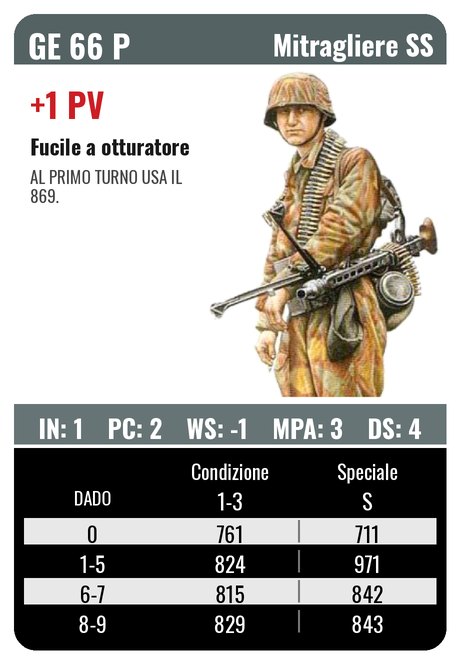 GE 66 P Mitragliere SS
+1 PV
Fucile a otturatore
AL PRIMO TURNO USA IL
869.
IN: 1 PC: 2 WS: -1 MPA: 3 DS: 4
Condizione Speciale
DADO 1-3 S
0 761 | 711
1-5 824 | 971
6-7 815 | 842
8-9 829 | 843